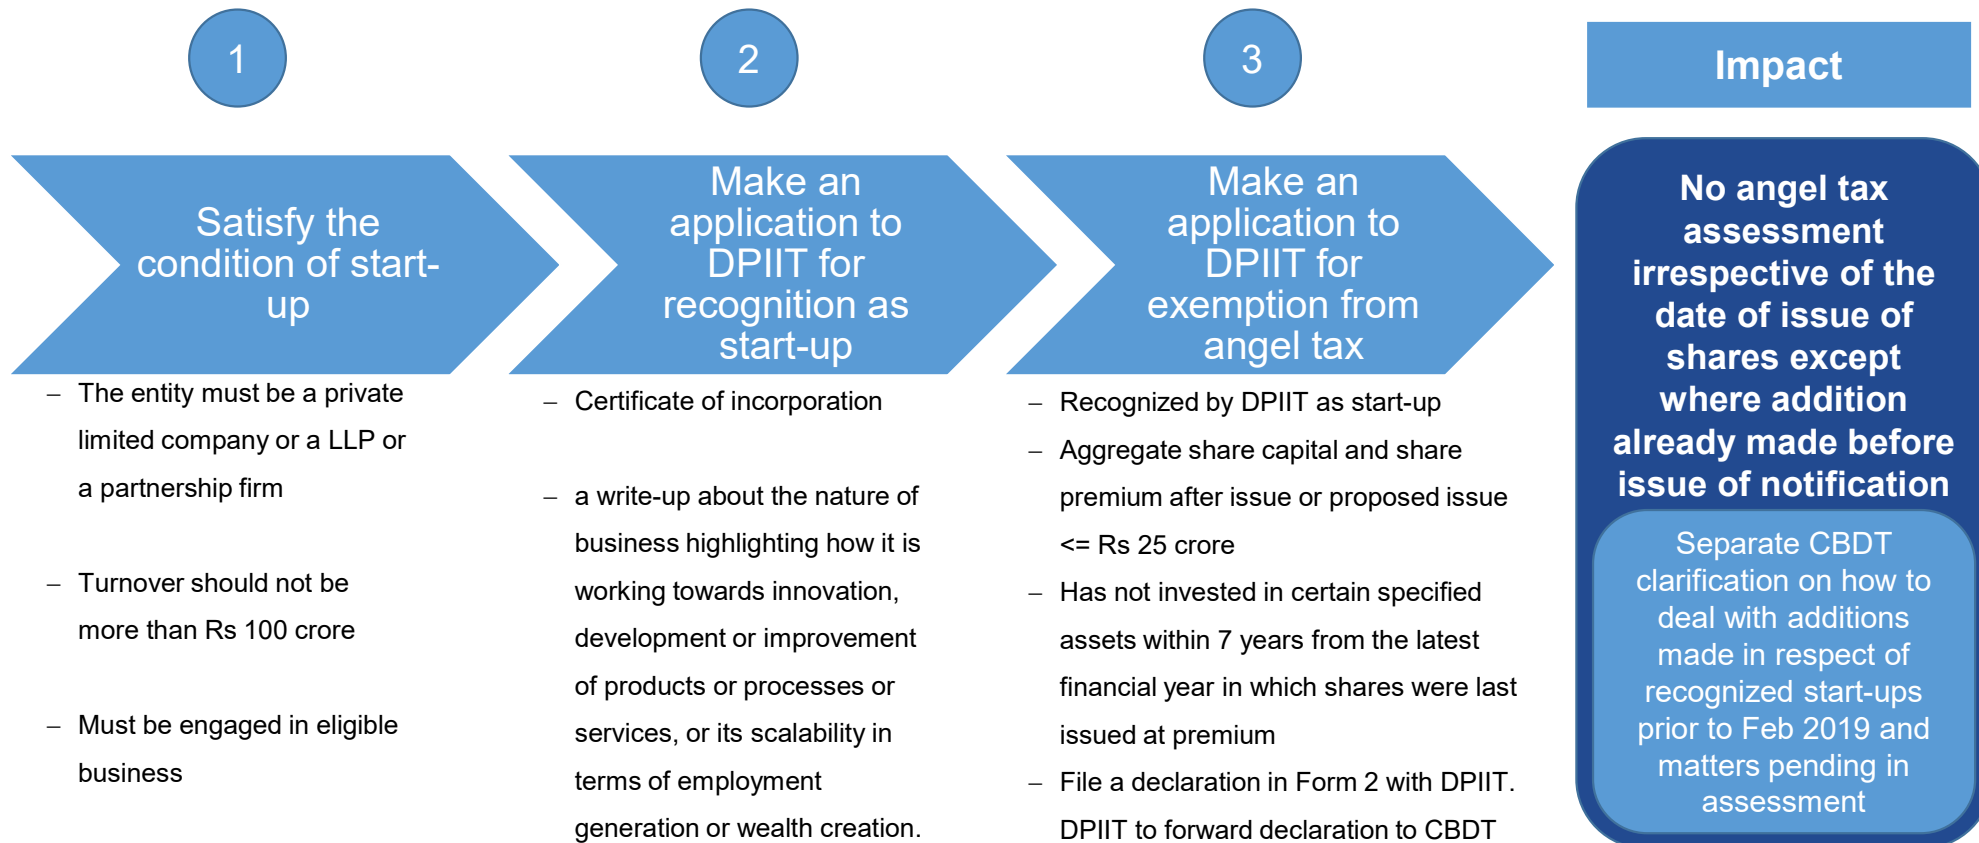 1
Satisfy the
condition of start-
up
– The entity must be a private
limited company or a LLP or
a partnership firm
– Turnover should not be
more than Rs 100 crore
– Must be engaged in eligible
business
2
Make an
application to
DPIIT for
recognition as
start-up
– Certificate of incorporation
– a write-up about the nature of
business highlighting how it is
working towards innovation,
development or improvement
of products or processes or
services, or its scalability in
terms of employment
generation or wealth creation.
3
Make an
application to
DPIIT for
exemption from
angel tax
– Recognized by DPIIT as start-up
– Aggregate share capital and share
premium after issue or proposed issue
<= Rs 25 crore
– Has not invested in certain specified
assets within 7 years from the latest
financial year in which shares were last
issued at premium
– File a declaration in Form 2 with DPIIT.
DPIIT to forward declaration to CBDT
Impact
No angel tax
assessment
irrespective of the
date of issue of
shares except
where addition
already made before
issue of notification
Separate CBDT
clarification on how to
deal with additions
made in respect of
recognized start-ups
prior to Feb 2019 and
matters pending in
assessment